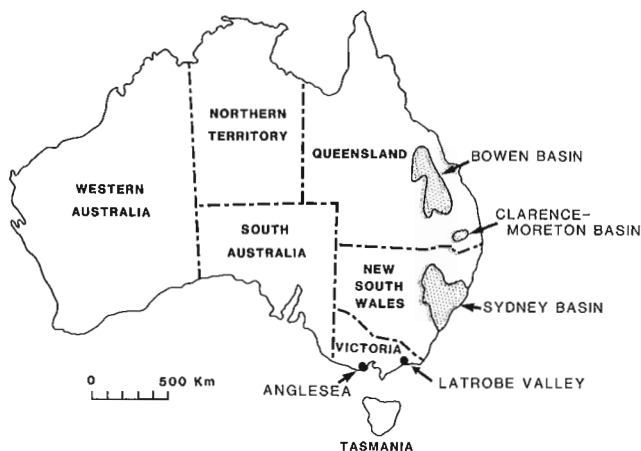 NORTHERN
TERRITORY
QUEENSLAND
BOWEN BASIN
WESTERN
AUSTRALIA
CLARENCE–
MORETON BASIN
SOUTH
AUSTRALIA
NEW
SOUTH
WALES
SYDNEY BASIN
VICTORIA
0 500 Km
ANGLESEA
LATROBE VALLEY
TASMANIA